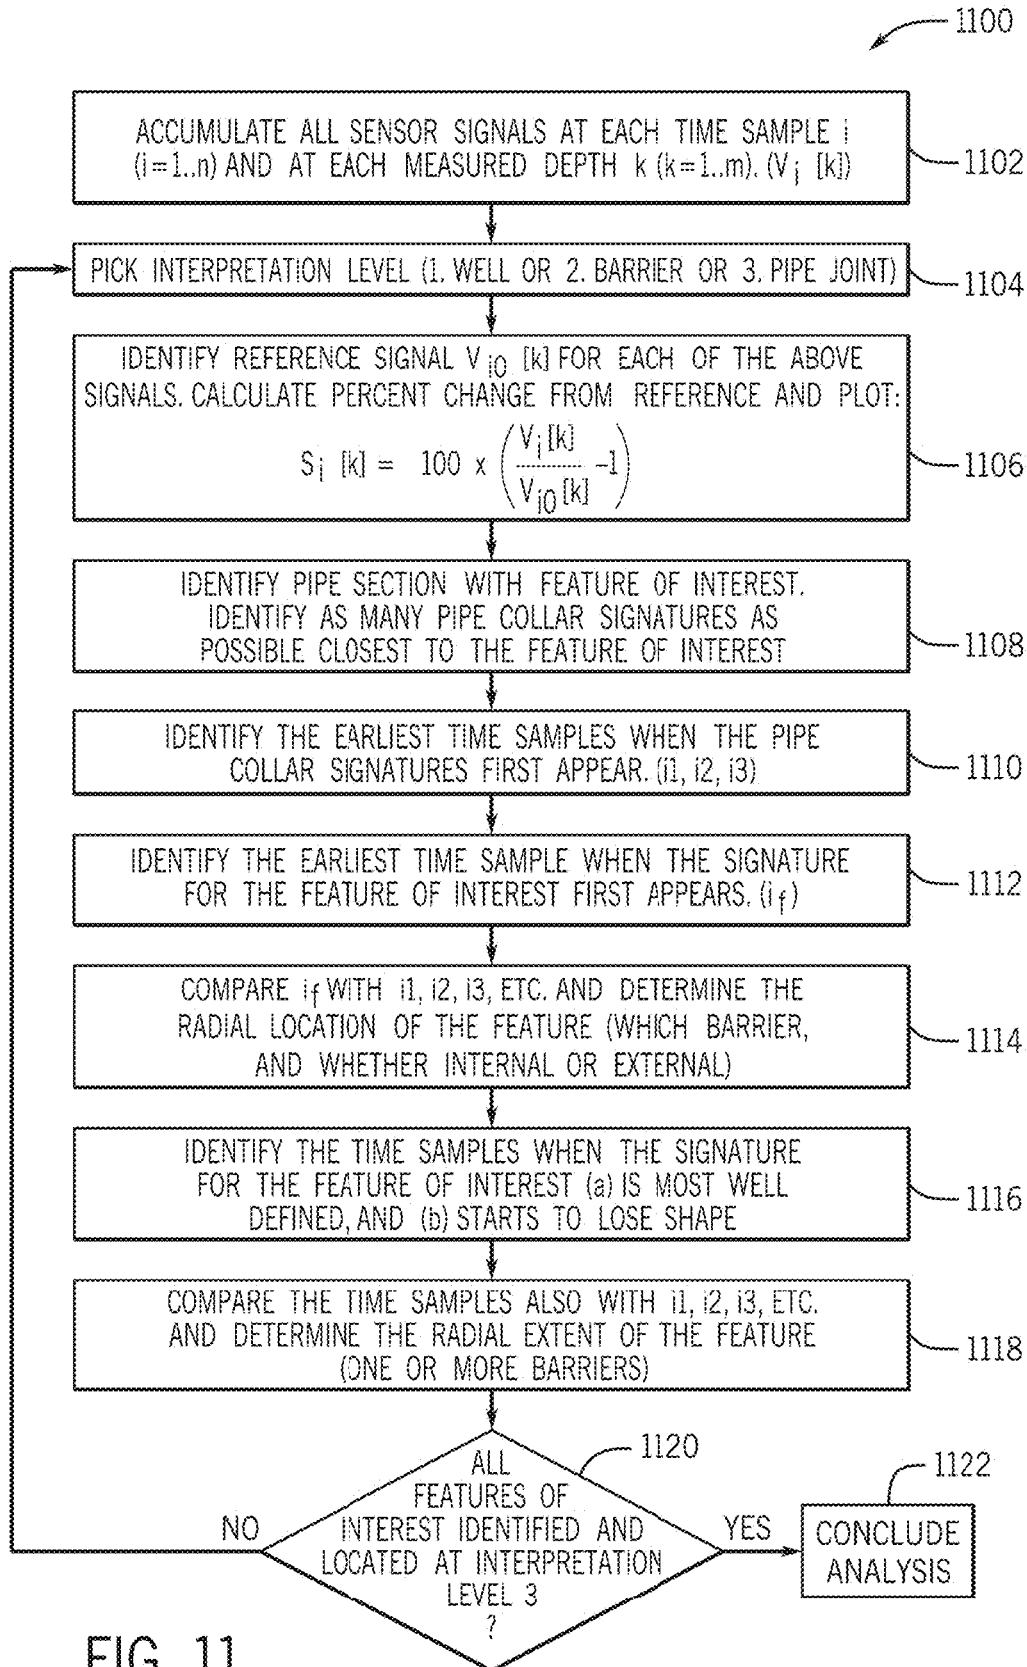 1100
ACCUMULATE ALL SENSOR SIGNALS AT EACH TIME SAMPLE i
(i=1..n) AND AT EACH MEASURED DEPTH k (k=1..m). (Vi [k])
1102
PICK INTERPRETATION LEVEL (1. WELL OR 2. BARRIER OR 3. PIPE JOINT)
1104
IDENTIFY REFERENCE SIGNAL Vi0 [k] FOR EACH OF THE ABOVE
SIGNALS. CALCULATE PERCENT CHANGE FROM REFERENCE AND PLOT:
Si [k] = 100 x (Vi[k] / Vi0[k] -1)
1106
IDENTIFY PIPE SECTION WITH FEATURE OF INTEREST.
IDENTIFY AS MANY PIPE COLLAR SIGNATURES AS
POSSIBLE CLOSEST TO THE FEATURE OF INTEREST
1108
IDENTIFY THE EARLIEST TIME SAMPLES WHEN THE PIPE
COLLAR SIGNATURES FIRST APPEAR. (i1, i2, i3)
1110
IDENTIFY THE EARLIEST TIME SAMPLE WHEN THE SIGNATURE
FOR THE FEATURE OF INTEREST FIRST APPEARS. (if)
1112
COMPARE if WITH i1, i2, i3, ETC. AND DETERMINE THE
RADIAL LOCATION OF THE FEATURE (WHICH BARRIER,
AND WHETHER INTERNAL OR EXTERNAL)
1114
IDENTIFY THE TIME SAMPLES WHEN THE SIGNATURE
FOR THE FEATURE OF INTEREST (a) IS MOST WELL
DEFINED, AND (b) STARTS TO LOSE SHAPE
1116
COMPARE THE TIME SAMPLES ALSO WITH i1, i2, i3, ETC.
AND DETERMINE THE RADIAL EXTENT OF THE FEATURE
(ONE OR MORE BARRIERS)
1118
1120
ALL
FEATURES OF
INTEREST IDENTIFIED AND
LOCATED AT INTERPRETATION
LEVEL 3
?
NO
YES
1122
CONCLUDE
ANALYSIS
FIG. 11